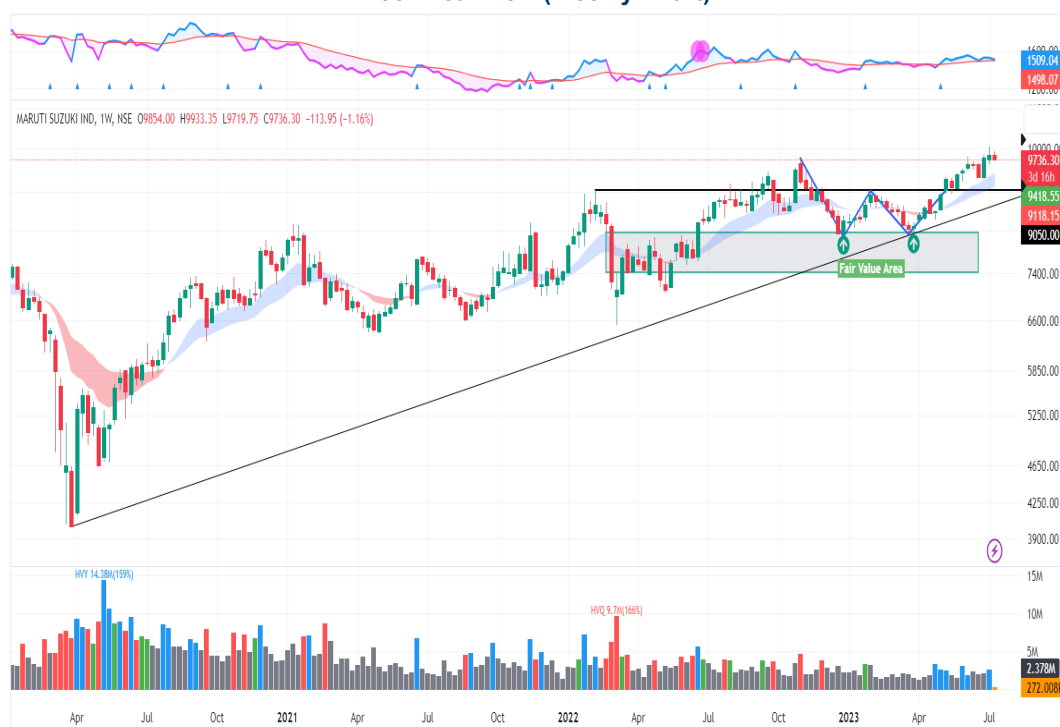 1600.00
1509.04
1498.07
1200.00
MARUTI SUZUKI IND, 1W, NSE O9854.00 H9933.35 L9719.75 C9736.30 −113.95 (−1.16%)
10000.00
9736.30
3d 16h
9418.55
9118.15
9050.00
Fair Value Area
7400.00
6600.00
5850.00
5200.00
4650.00
4250.00
3900.00
HVY 14.38M(159%)
HVQ 9.7M(166%)
15M
10M
5M
2.378M
272.008K
Apr Jul Oct 2021 Apr Jul Oct 2022 Apr Jul Oct 2023 Apr Jul